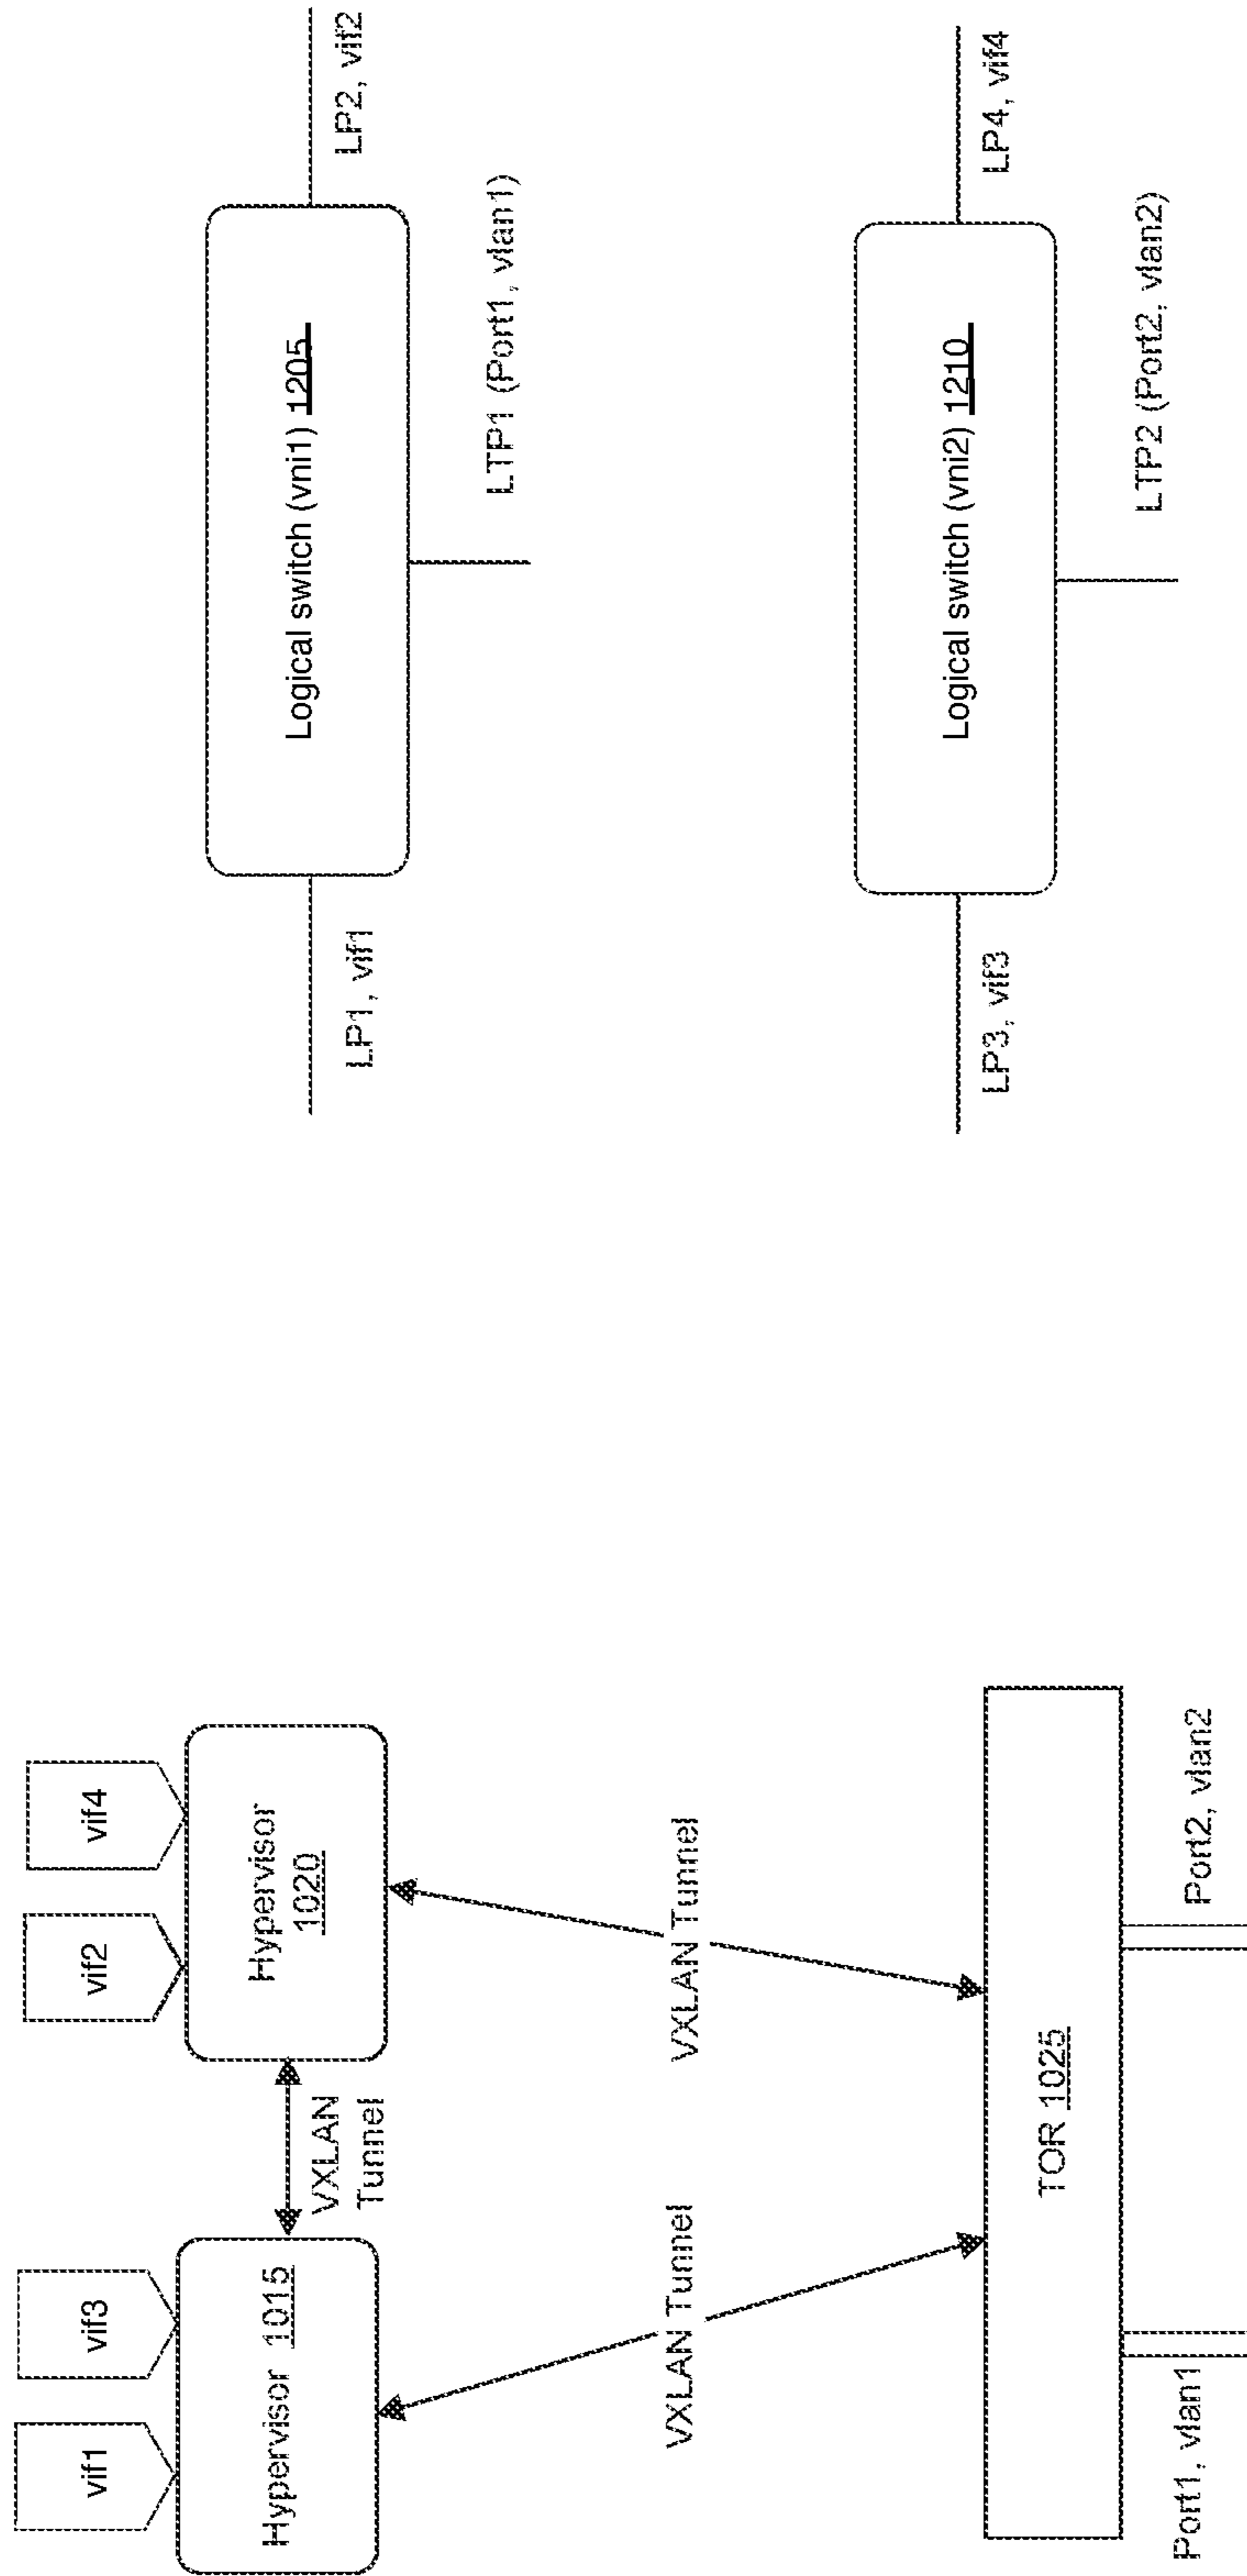 vif1
vif3
vif2
vif4
Hypervisor 1015
VXLAN
Tunnel
Hypervisor
1020
VXLAN Tunnel
VXLAN Tunnel
TOR 1025
Port1, vlan1
Port2, vlan2
LP1, vif1
Logical switch (vni1) 1205
LP2, vif2
LTP1 (Port1, vlan1)
LP3, vif3
Logical switch (vni2) 1210
LP4, vif4
LTP2 (Port2, vlan2)